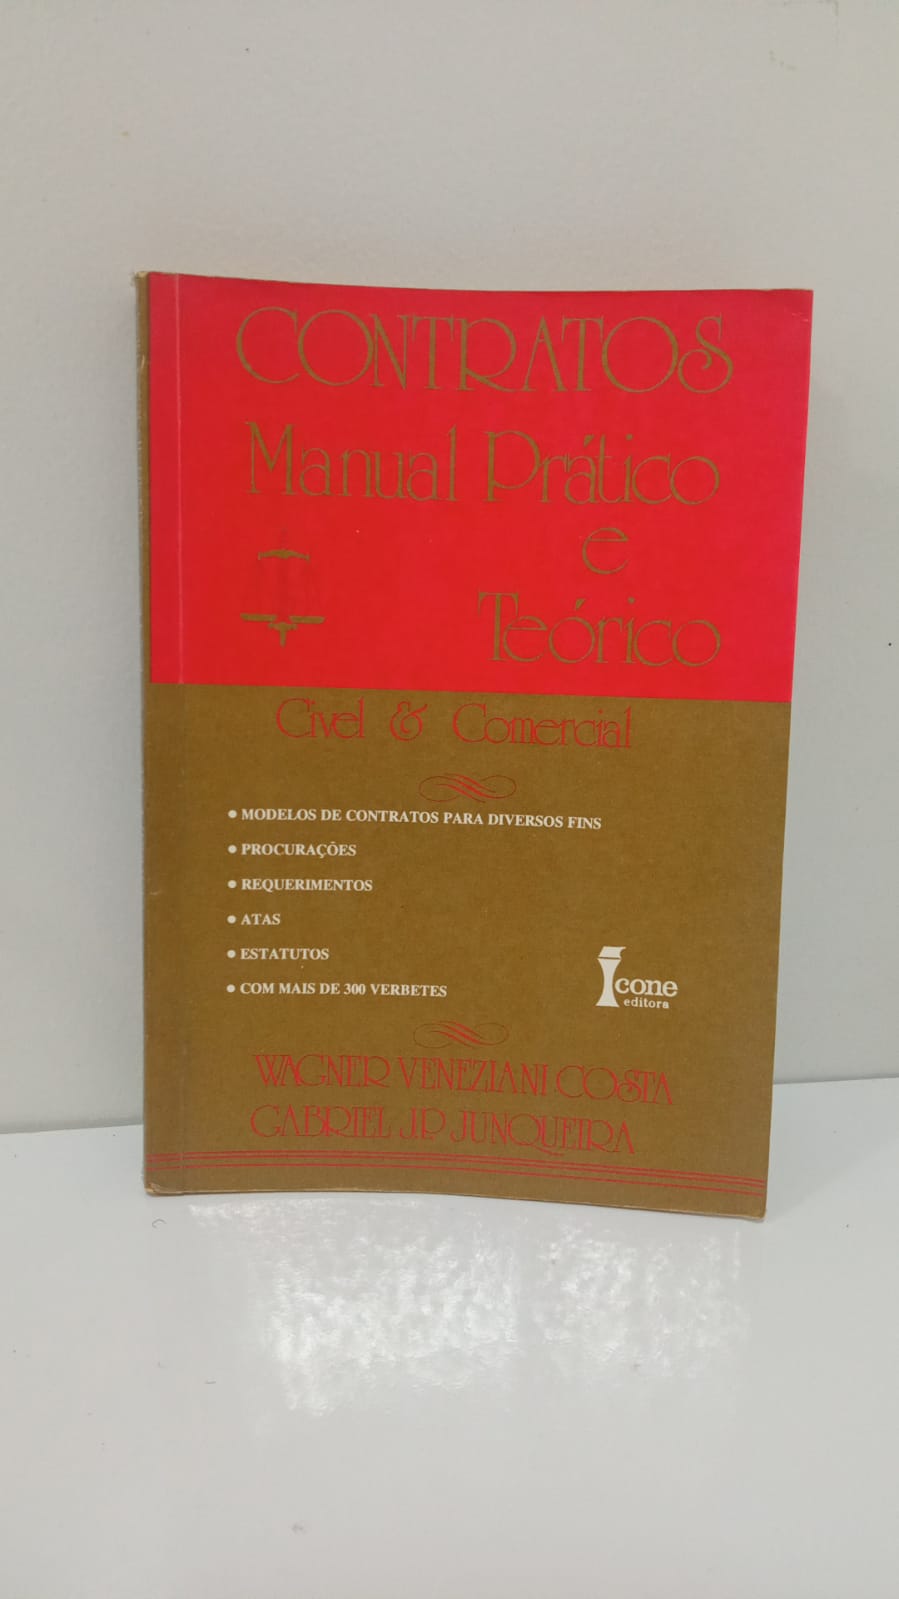 CONTRATOS
Manual Prático
e
Teórico
Cível & Comercial
• MODELOS DE CONTRATOS PARA DIVERSOS FINS
• PROCURAÇÕES
• REQUERIMENTOS
• ATAS
• ESTATUTOS
• COM MAIS DE 300 VERBETES
Ícone
editora
WAGNER VENEZIANI COSTA
GABRIEL J.P. JUNQUEIRA